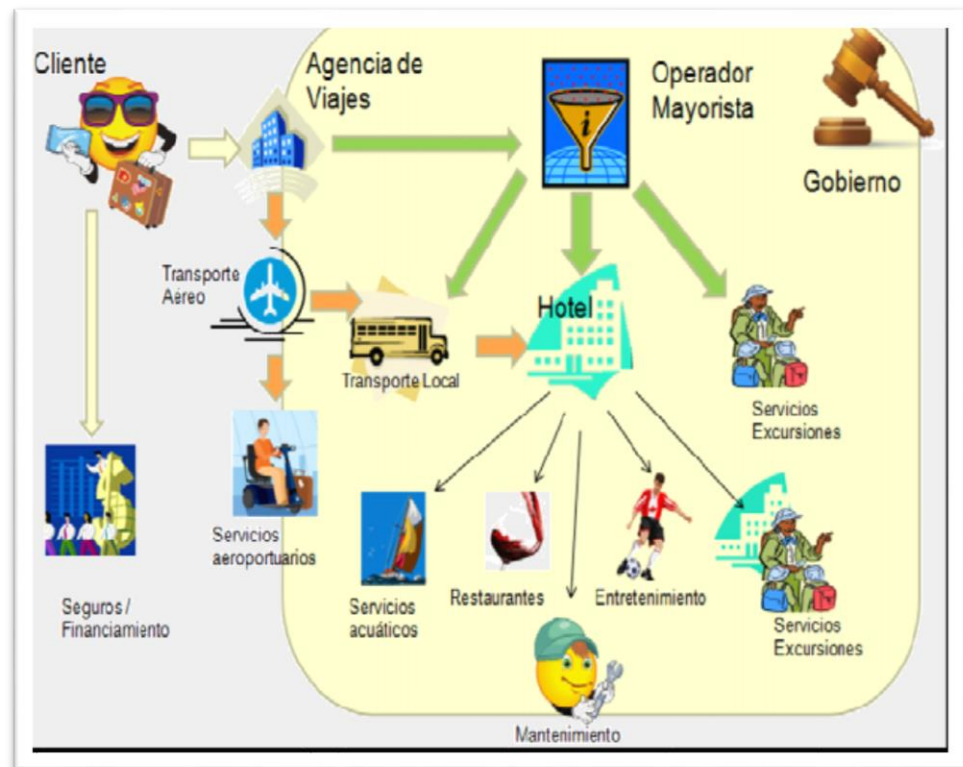 Cliente
Agencia de
Viajes
Operador
Mayorista
Gobierno
Transporte
Aéreo
Hotel
Transporte Local
Servicios
Excursiones
Servicios
aeroportuarios
Seguros /
Financiamiento
Servicios
acuáticos
Restaurantes
Entretenimiento
Servicios
Excursiones
Mantenimiento